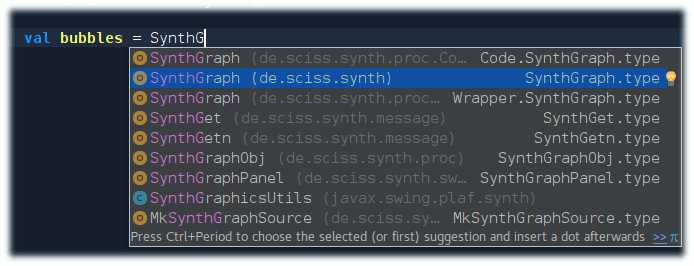 val bubbles = SynthG
SynthGraph (de.sciss.synth.proc.Co… Code.SynthGraph.type
SynthGraph (de.sciss.synth) SynthGraph.type
SynthGraph (de.sciss.synth.proc… Wrapper.SynthGraph.type
SynthGet (de.sciss.synth.message) SynthGet.type
SynthGetn (de.sciss.synth.message) SynthGetn.type
SynthGraphObj (de.sciss.synth.proc) SynthGraphObj.type
SynthGraphPanel (de.sciss.synth.sw… SynthGraphPanel.type
SynthGraphicsUtils (javax.swing.plaf.synth)
MkSynthGraphSource (de.sciss.sy… MkSynthGraphSource.type
Press Ctrl+Period to choose the selected (or first) suggestion and insert a dot afterwards >> π